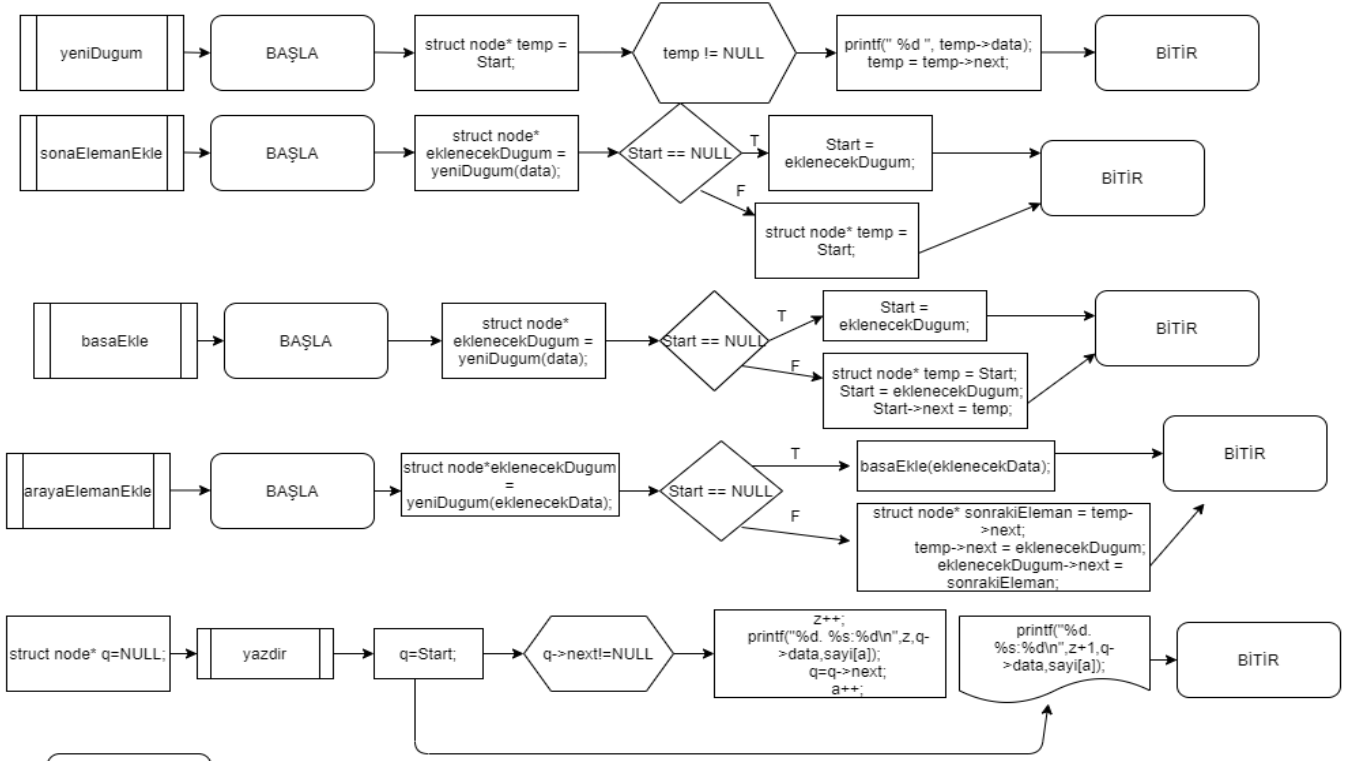 yeniDugum
BAŞLA
struct node* temp =
Start;
temp != NULL
printf(" %d ", temp->data);
temp = temp->next;
BİTİR
sonaElemanEkle
BAŞLA
struct node*
eklenecekDugum =
yeniDugum(data);
Start == NULL
T
Start =
eklenecekDugum;
F
struct node* temp =
Start;
BİTİR
basaEkle
BAŞLA
struct node*
eklenecekDugum =
yeniDugum(data);
Start == NULL
T
Start =
eklenecekDugum;
F
struct node* temp = Start;
Start = eklenecekDugum;
Start->next = temp;
BİTİR
arayaElemanEkle
BAŞLA
struct node*eklenecekDugum
=
yeniDugum(eklenecekData);
Start == NULL
T
basaEkle(eklenecekData);
F
struct node* sonrakiEleman = temp-
>next;
temp->next = eklenecekDugum;
eklenecekDugum->next =
sonrakiEleman;
BİTİR
struct node* q=NULL;
yazdir
q=Start;
q->next!=NULL
z++;
printf("%d. %s:%d\n",z,q-
>data,sayi[a]);
q=q->next;
a++;
printf("%d.
%s:%d\n",z+1,q-
>data,sayi[a]);
BİTİR